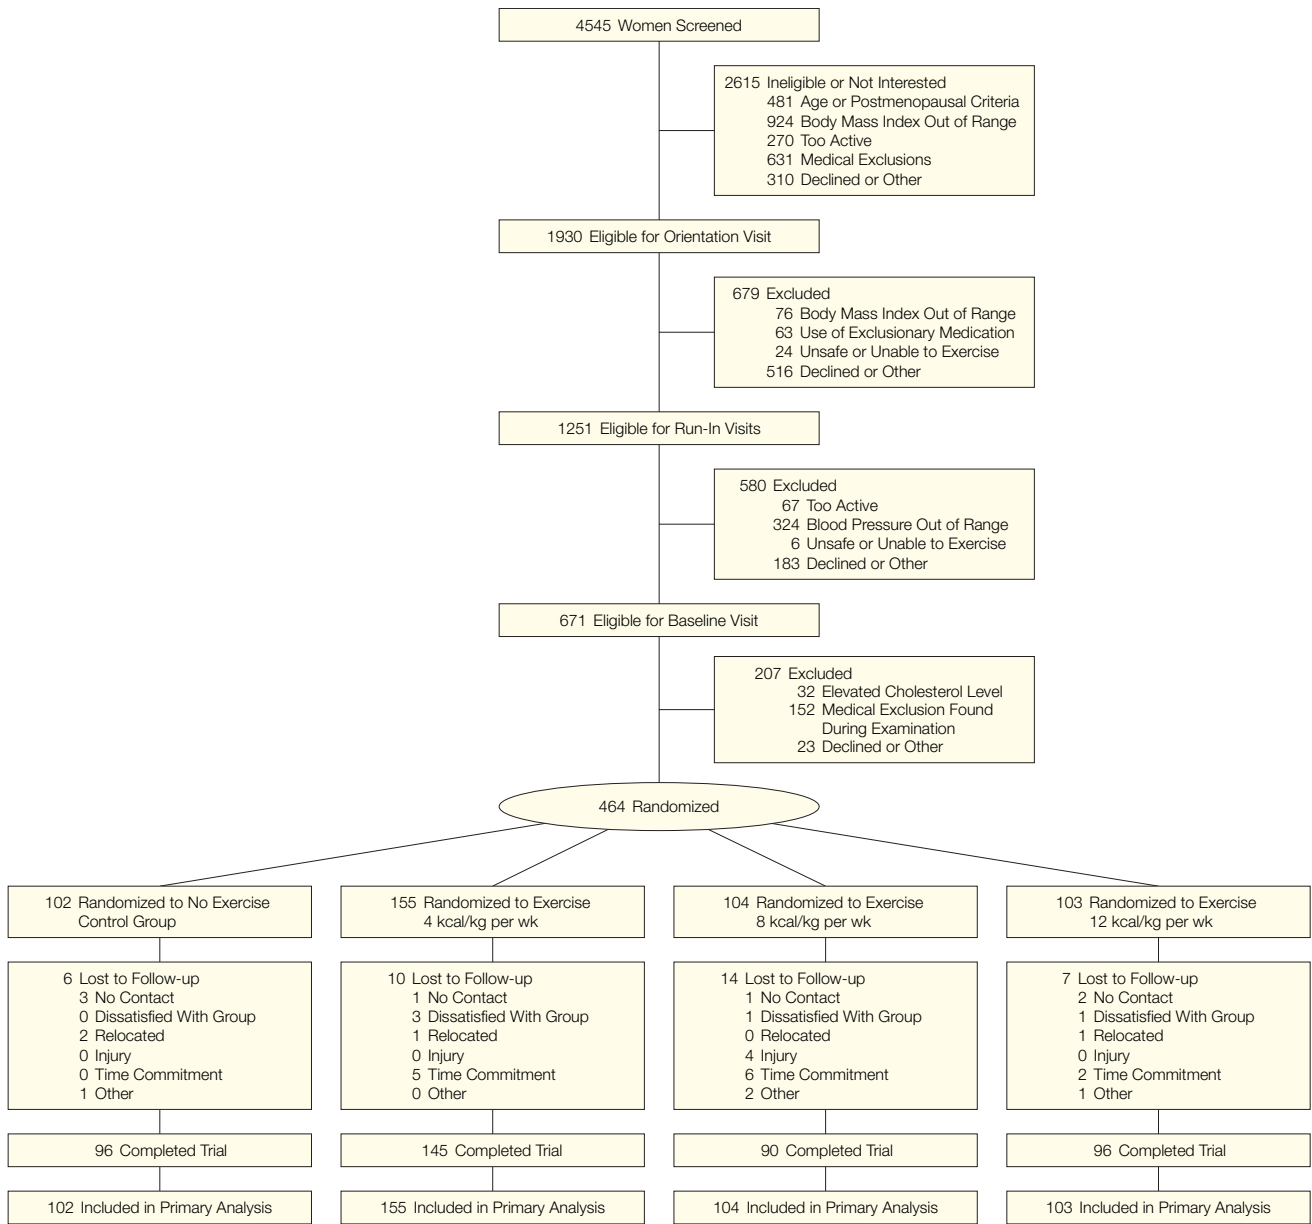 4545 Women Screened
2615 Ineligible or Not Interested
481 Age or Postmenopausal Criteria
924 Body Mass Index Out of Range
270 Too Active
631 Medical Exclusions
310 Declined or Other
1930 Eligible for Orientation Visit
679 Excluded
76 Body Mass Index Out of Range
63 Use of Exclusionary Medication
24 Unsafe or Unable to Exercise
516 Declined or Other
1251 Eligible for Run-In Visits
580 Excluded
67 Too Active
324 Blood Pressure Out of Range
6 Unsafe or Unable to Exercise
183 Declined or Other
671 Eligible for Baseline Visit
207 Excluded
32 Elevated Cholesterol Level
152 Medical Exclusion Found
During Examination
23 Declined or Other
464 Randomized
102 Randomized to No Exercise
Control Group
6 Lost to Follow-up
3 No Contact
0 Dissatisfied With Group
2 Relocated
0 Injury
0 Time Commitment
1 Other
96 Completed Trial
102 Included in Primary Analysis
155 Randomized to Exercise
4 kcal/kg per wk
10 Lost to Follow-up
1 No Contact
3 Dissatisfied With Group
1 Relocated
0 Injury
5 Time Commitment
0 Other
145 Completed Trial
155 Included in Primary Analysis
104 Randomized to Exercise
8 kcal/kg per wk
14 Lost to Follow-up
1 No Contact
1 Dissatisfied With Group
0 Relocated
4 Injury
6 Time Commitment
2 Other
90 Completed Trial
104 Included in Primary Analysis
103 Randomized to Exercise
12 kcal/kg per wk
7 Lost to Follow-up
2 No Contact
1 Dissatisfied With Group
1 Relocated
0 Injury
2 Time Commitment
1 Other
96 Completed Trial
103 Included in Primary Analysis